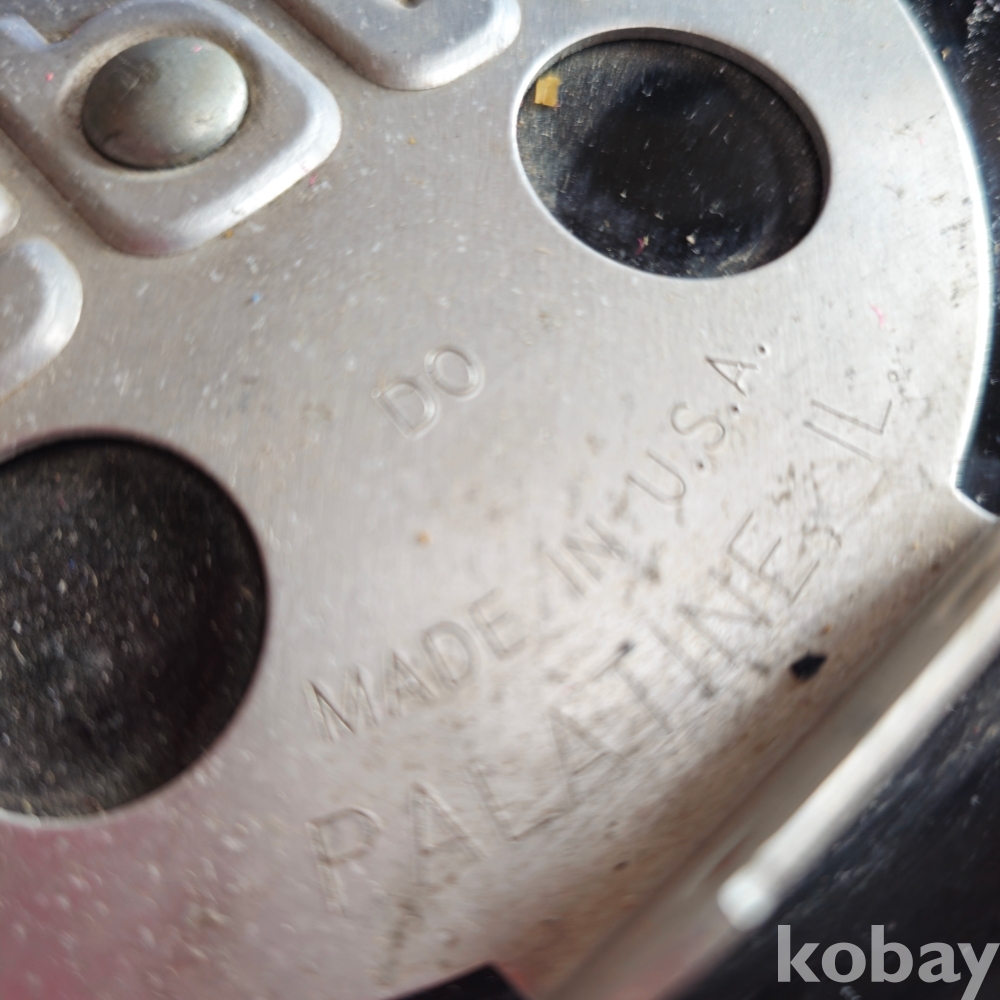 DO
MADE IN U.S.A.
PALATINE, IL.
kobay